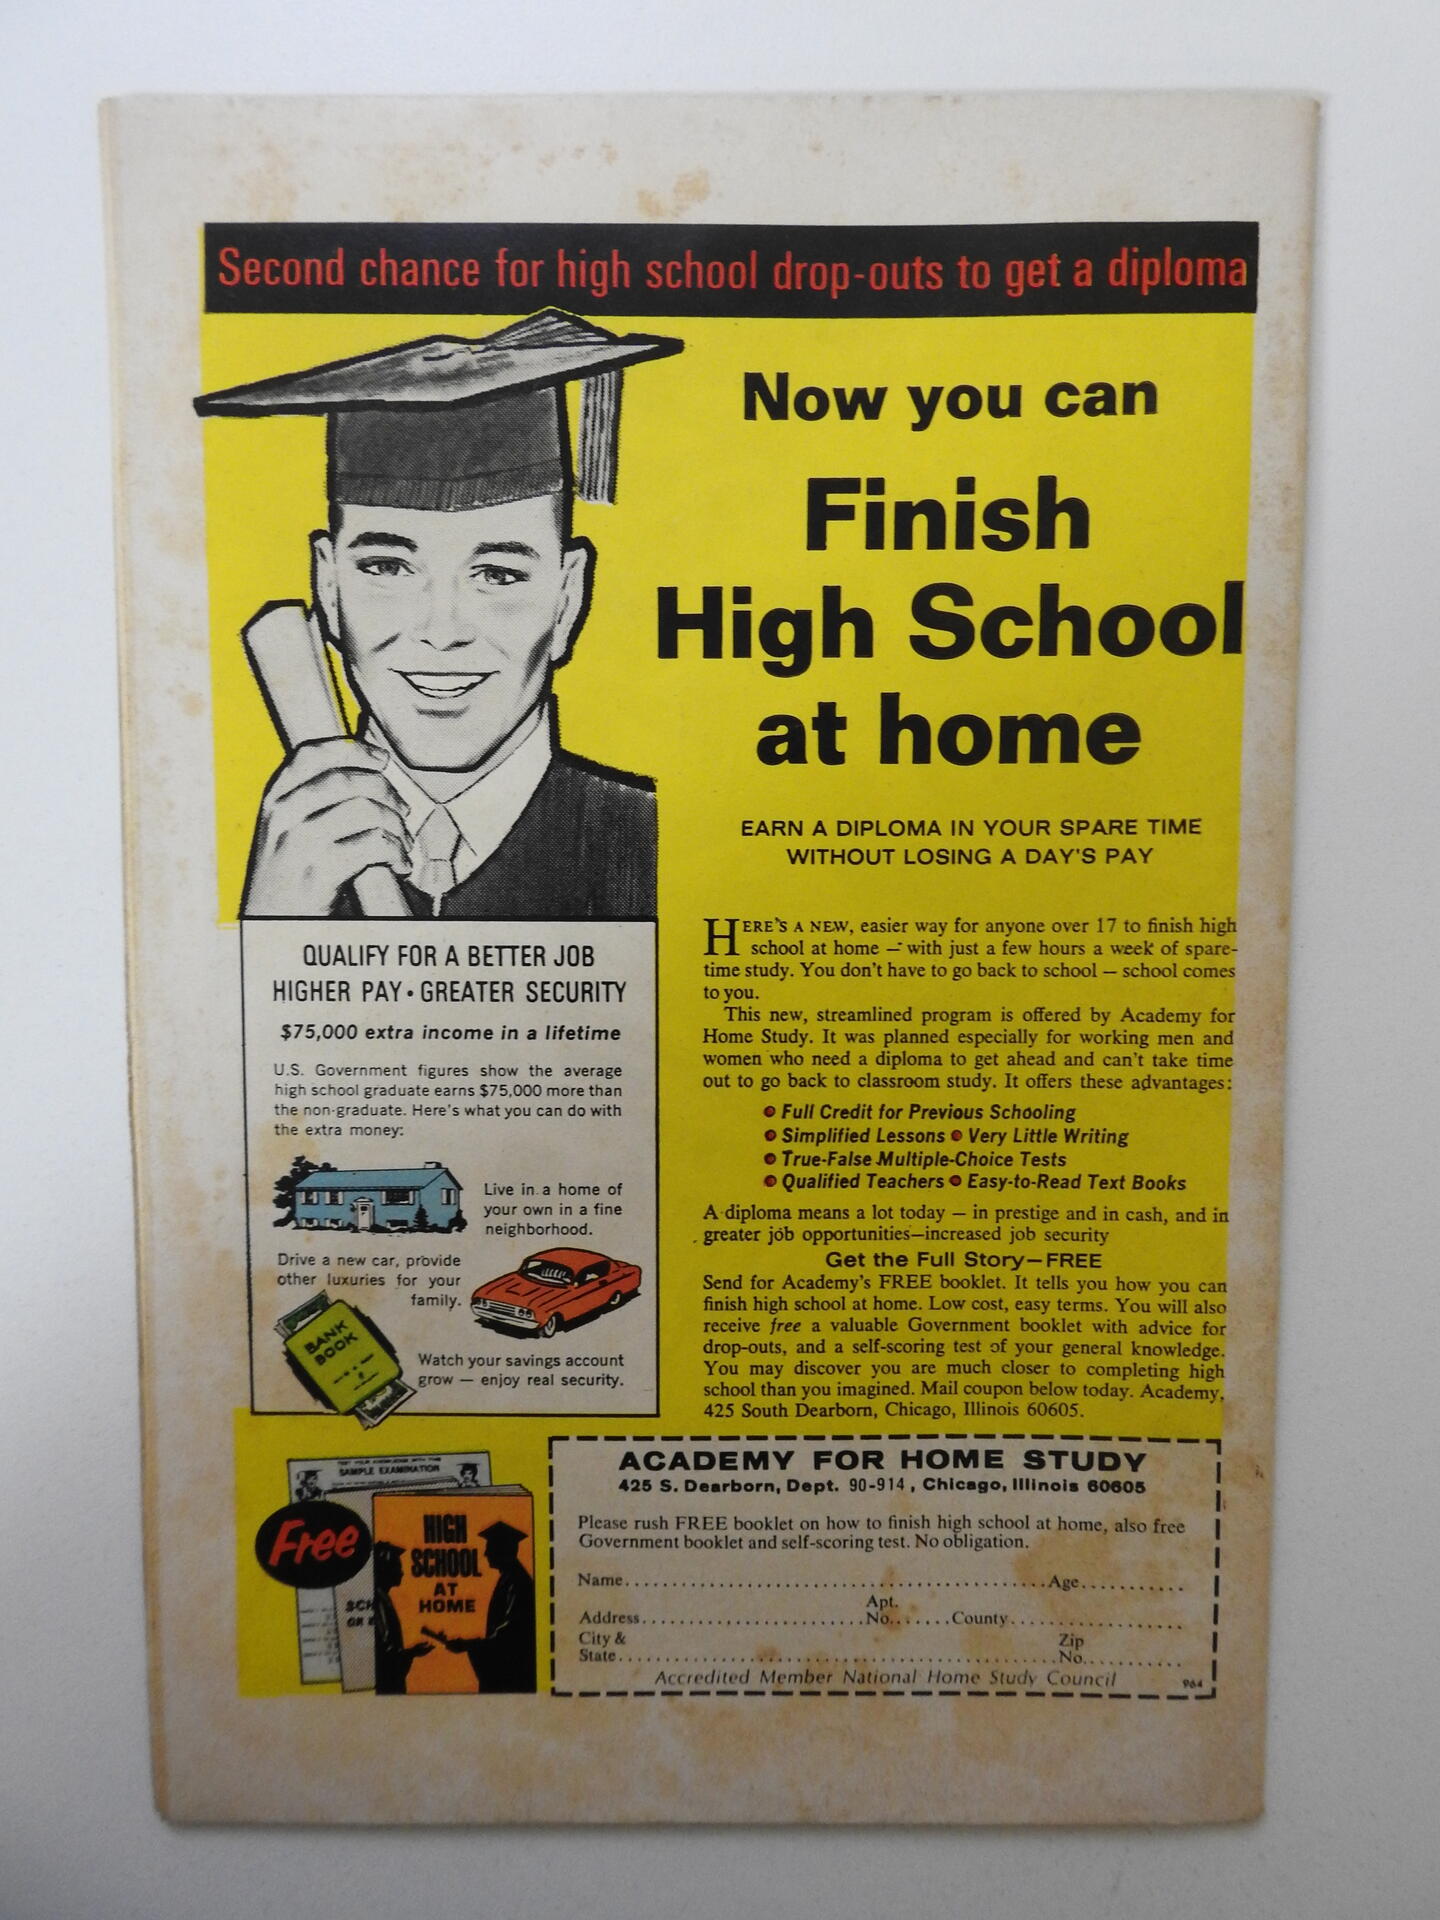 Second chance for high school drop-outs to get a diploma
Now you can
Finish
High School
at home
EARN A DIPLOMA IN YOUR SPARE TIME
WITHOUT LOSING A DAY'S PAY
HERE'S A NEW, easier way for anyone over 17 to finish high
school at home — with just a few hours a week of spare-
time study. You don't have to go back to school — school comes
to you.
This new, streamlined program is offered by Academy for
Home Study. It was planned especially for working men and
women who need a diploma to get ahead and can't take time
out to go back to classroom study. It offers these advantages:
• Full Credit for Previous Schooling
• Simplified Lessons • Very Little Writing
• True-False Multiple-Choice Tests
• Qualified Teachers • Easy-to-Read Text Books
A diploma means a lot today — in prestige and in cash, and in
greater job opportunities—increased job security
Get the Full Story—FREE
Send for Academy's FREE booklet. It tells you how you can
finish high school at home. Low cost, easy terms. You will also
receive free a valuable Government booklet with advice for
drop-outs, and a self-scoring test of your general knowledge.
You may discover you are much closer to completing high
school than you imagined. Mail coupon below today. Academy,
425 South Dearborn, Chicago, Illinois 60605.
QUALIFY FOR A BETTER JOB
HIGHER PAY • GREATER SECURITY
$75,000 extra income in a lifetime
U.S. Government figures show the average
high school graduate earns $75,000 more than
the non-graduate. Here's what you can do with
the extra money:
Live in a home of
your own in a fine
neighborhood.
Drive a new car, provide
other luxuries for your
family.
BANK
BOOK
Watch your savings account
grow — enjoy real security.
TEST YOUR KNOWLEDGE WITH THIS
SAMPLE EXAMINATION
Free
HIGH
SCHOOL
AT
HOME
SCH
OR
ACADEMY FOR HOME STUDY
425 S. Dearborn, Dept. 90-914, Chicago, Illinois 60605
Please rush FREE booklet on how to finish high school at home, also free
Government booklet and self-scoring test. No obligation.
Name..........Age..........
Apt.
Address..........No.......County..........
City & Zip
State..........No..........
Accredited Member National Home Study Council 964